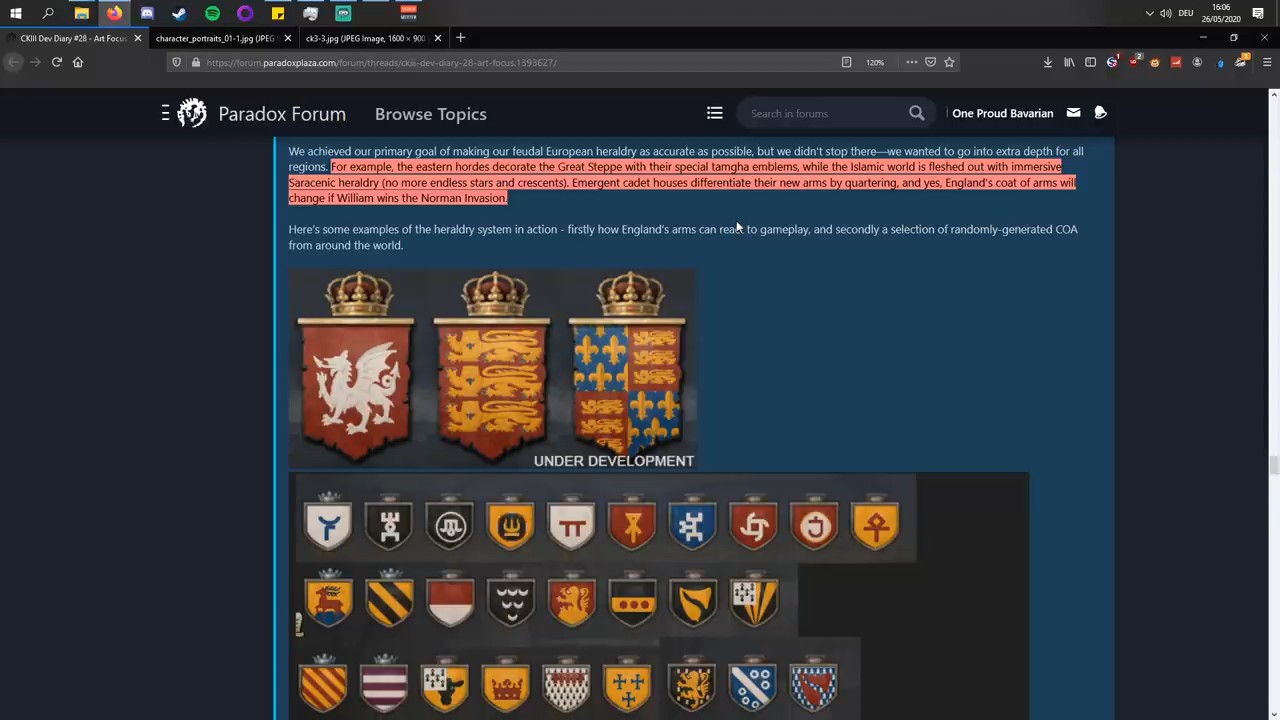 16:06
DEU
26/05/2020
CKIII Dev Diary #28 - Art Focus
character_portraits_01-1.jpg (JPEG I
ck3-3.jpg (JPEG Image, 1600 × 900
https://forum.paradoxplaza.com/forum/threads/ckiii-dev-diary-28-art-focus.1393627/
120%
Paradox Forum
Browse Topics
Search in forums
One Proud Bavarian
We achieved our primary goal of making our feudal European heraldry as accurate as possible, but we didn't stop there—we wanted to go into extra depth for all
regions. For example, the eastern hordes decorate the Great Steppe with their special tamgha emblems, while the Islamic world is fleshed out with immersive
Saracenic heraldry (no more endless stars and crescents). Emergent cadet houses differentiate their new arms by quartering, and yes, England's coat of arms will
change if William wins the Norman Invasion.
Here's some examples of the heraldry system in action - firstly how England's arms can react to gameplay, and secondly a selection of randomly-generated COA
from around the world.
UNDER DEVELOPMENT